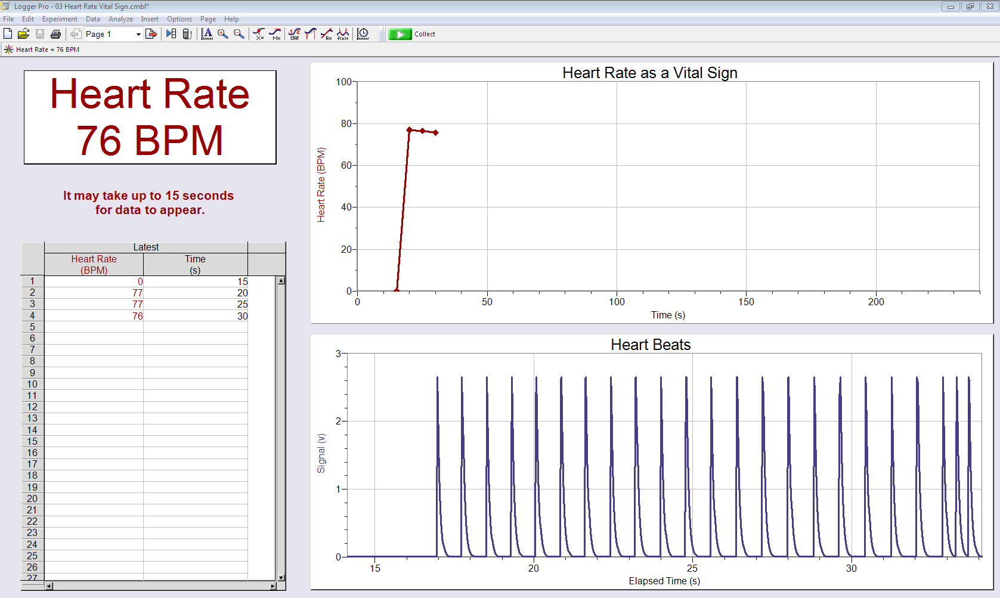 Logger Pro - 03 Heart Rate Vital Sign.cmbl*
File Edit Experiment Data Analyze Insert Options Page Help
Page 1
Collect
Heart Rate = 76 BPM
Heart Rate
76 BPM
It may take up to 15 seconds
for data to appear.
Latest
Heart Rate Time
(BPM) (s)
1 0 15
2 77 20
3 77 25
4 76 30
5
6
7
8
9
10
11
12
13
14
15
16
17
18
19
20
21
22
23
24
25
26
27
Heart Rate as a Vital Sign
Heart Rate (BPM)
100
80
60
40
20
0
0 50 100 150 200
Time (s)
Heart Beats
Signal (v)
3
2
1
0
15 20 25 30
Elapsed Time (s)